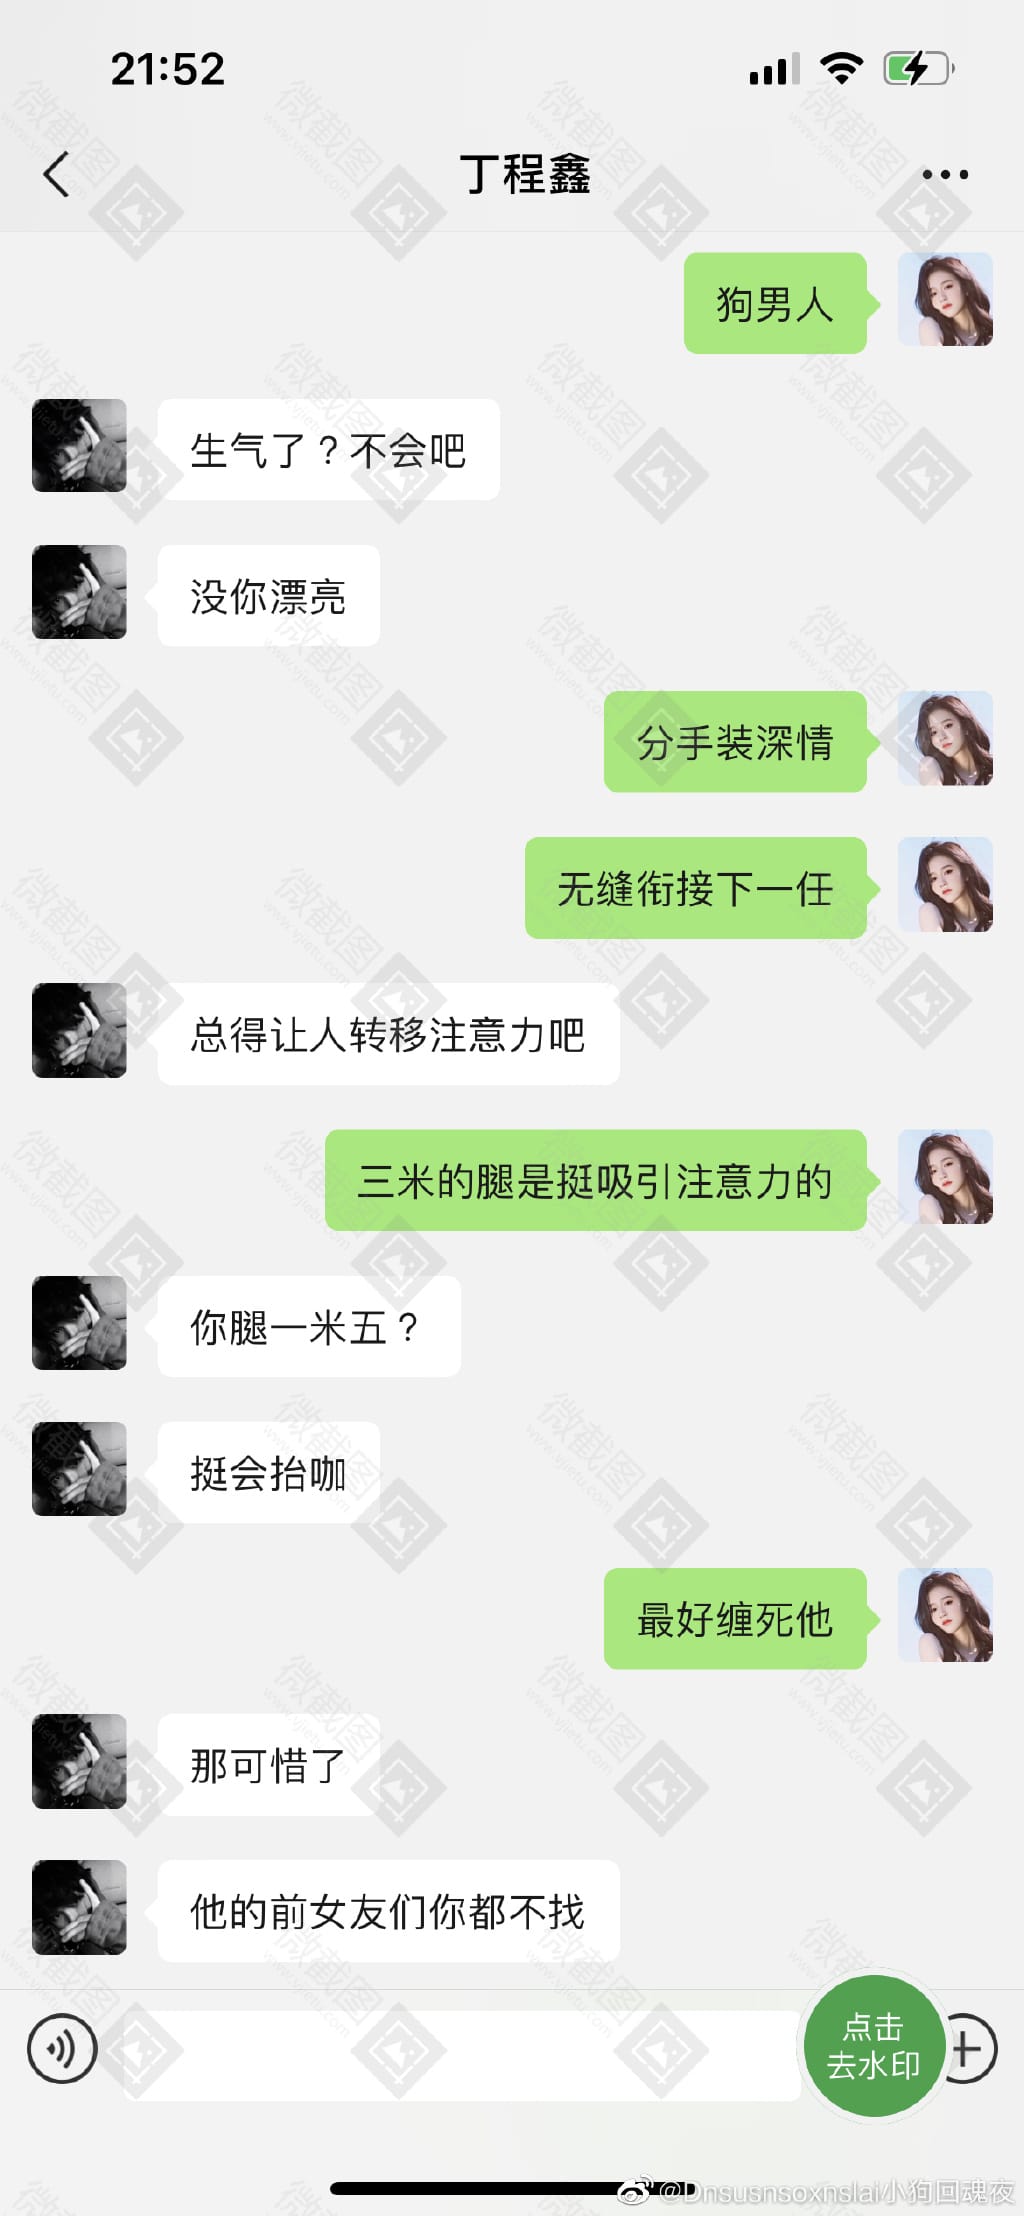 21:52
丁程鑫
狗男人
生气了？不会吧
没你漂亮
分手装深情
无缝衔接下一任
总得让人转移注意力吧
三米的腿是挺吸引注意力的
你腿一米五？
挺会抬咖
最好缠死他
那可惜了
他的前女友们你都不找
点击
去水印
@Dnsusnsoxnslai小狗回魂夜
微截图